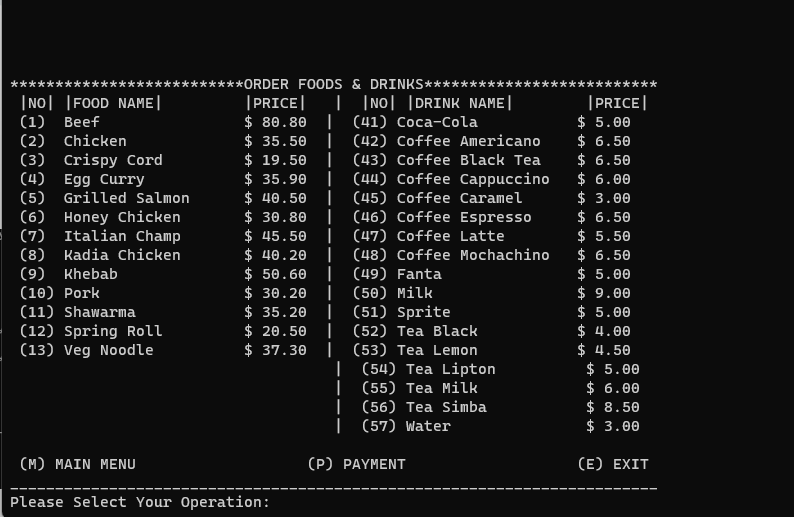 **************************ORDER FOODS & DRINKS**************************
|NO| |FOOD NAME| |PRICE| | |NO| |DRINK NAME| |PRICE|
(1) Beef $ 80.80 | (41) Coca-Cola $ 5.00
(2) Chicken $ 35.50 | (42) Coffee Americano $ 6.50
(3) Crispy Cord $ 19.50 | (43) Coffee Black Tea $ 6.50
(4) Egg Curry $ 35.90 | (44) Coffee Cappuccino $ 6.00
(5) Grilled Salmon $ 40.50 | (45) Coffee Caramel $ 3.00
(6) Honey Chicken $ 30.80 | (46) Coffee Espresso $ 6.50
(7) Italian Champ $ 45.50 | (47) Coffee Latte $ 5.50
(8) Kadia Chicken $ 40.20 | (48) Coffee Mochachino $ 6.50
(9) Khebab $ 50.60 | (49) Fanta $ 5.00
(10) Pork $ 30.20 | (50) Milk $ 9.00
(11) Shawarma $ 35.20 | (51) Sprite $ 5.00
(12) Spring Roll $ 20.50 | (52) Tea Black $ 4.00
(13) Veg Noodle $ 37.30 | (53) Tea Lemon $ 4.50
| (54) Tea Lipton $ 5.00
| (55) Tea Milk $ 6.00
| (56) Tea Simba $ 8.50
| (57) Water $ 3.00
(M) MAIN MENU (P) PAYMENT (E) EXIT
________________________________________________________________________
Please Select Your Operation: